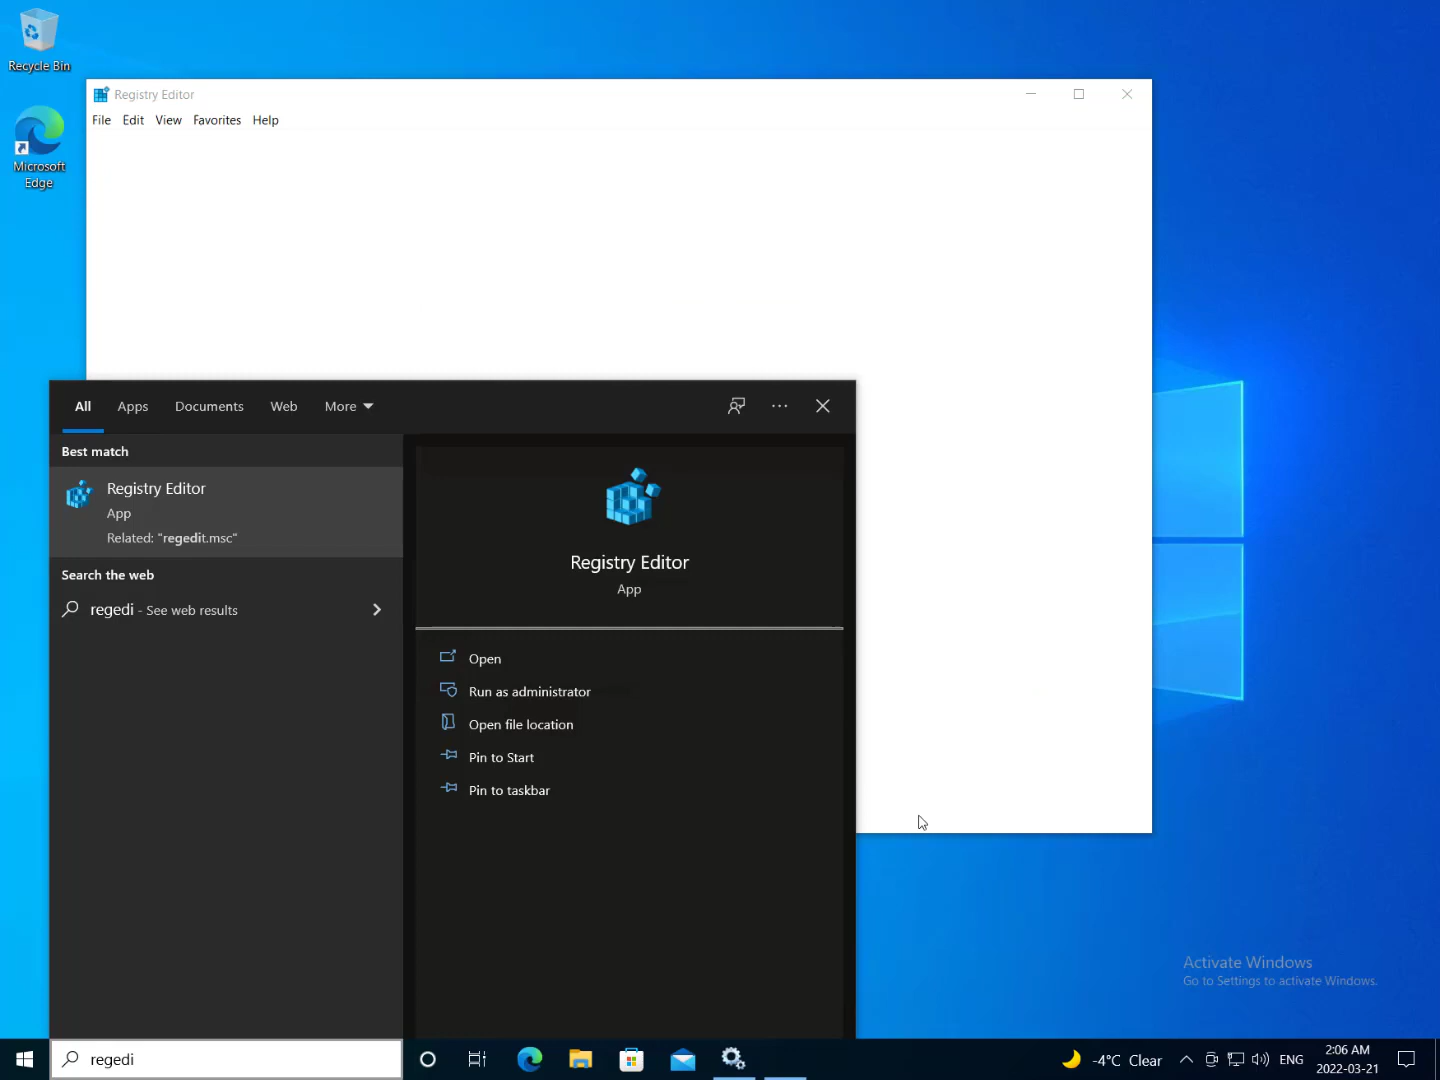 Recycle Bin
Microsoft
Edge
Registry Editor
File Edit View Favorites Help
All Apps Documents Web More
Best match
Registry Editor
App
Related: "regedit.msc"
Search the web
regedi - See web results
Registry Editor
App
Open
Run as administrator
Open file location
Pin to Start
Pin to taskbar
Activate Windows
Go to Settings to activate Windows.
regedi
-4°C Clear
ENG
2:06 AM
2022-03-21